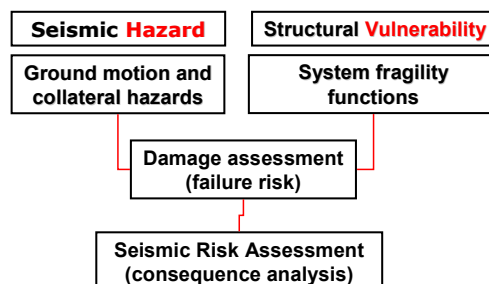 Seismic Hazard
Structural Vulnerability
Ground motion and
collateral hazards
System fragility
functions
Damage assessment
(failure risk)
Seismic Risk Assessment
(consequence analysis)